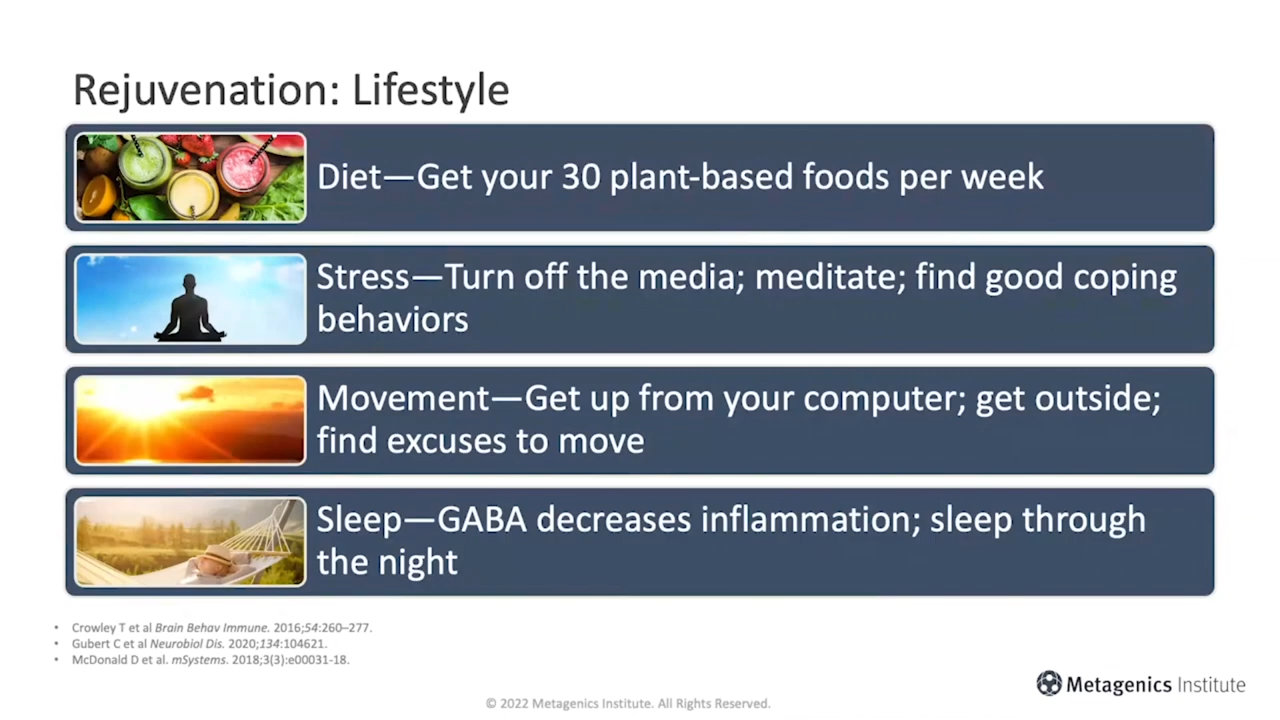 Rejuvenation: Lifestyle
Diet—Get your 30 plant-based foods per week
Stress—Turn off the media; meditate; find good coping
behaviors
Movement—Get up from your computer; get outside;
find excuses to move
Sleep—GABA decreases inflammation; sleep through
the night
• Crowley T et al Brain Behav Immune. 2016;54:260–277.
• Gubert C et al Neurobiol Dis. 2020;134:104621.
• McDonald D et al. mSystems. 2018;3(3):e00031-18.
Metagenics Institute
© 2022 Metagenics Institute. All Rights Reserved.